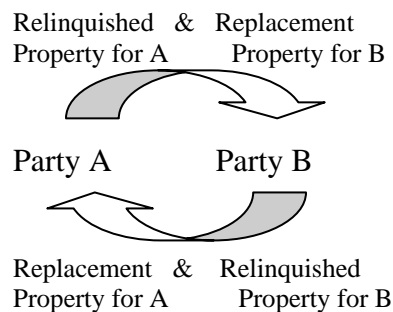 Relinquished & Replacement
Property for A Property for B
Party A Party B
Replacement & Relinquished
Property for A Property for B